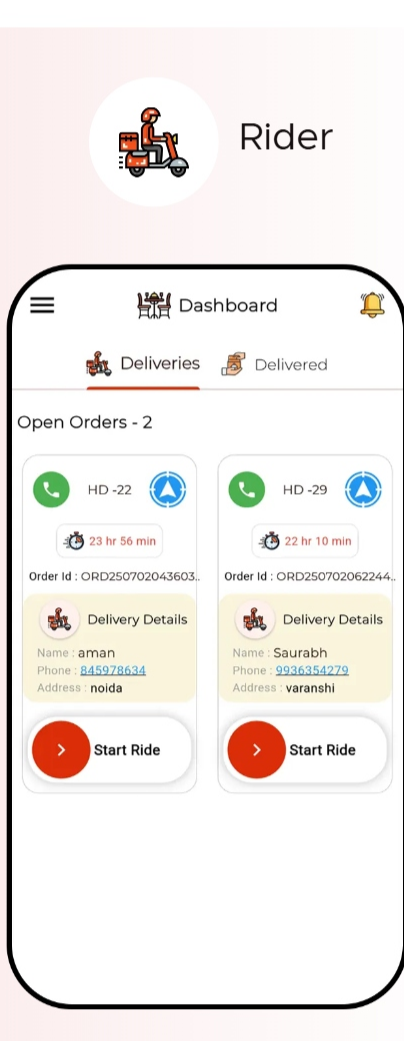 Rider
Dashboard
Deliveries
Delivered
Open Orders - 2
HD -22
23 hr 56 min
Order Id : ORD250702043603..
Delivery Details
Name : aman
Phone : 845978634
Address : noida
Start Ride
HD -29
22 hr 10 min
Order Id : ORD250702062244..
Delivery Details
Name : Saurabh
Phone : 9936354279
Address : varanshi
Start Ride